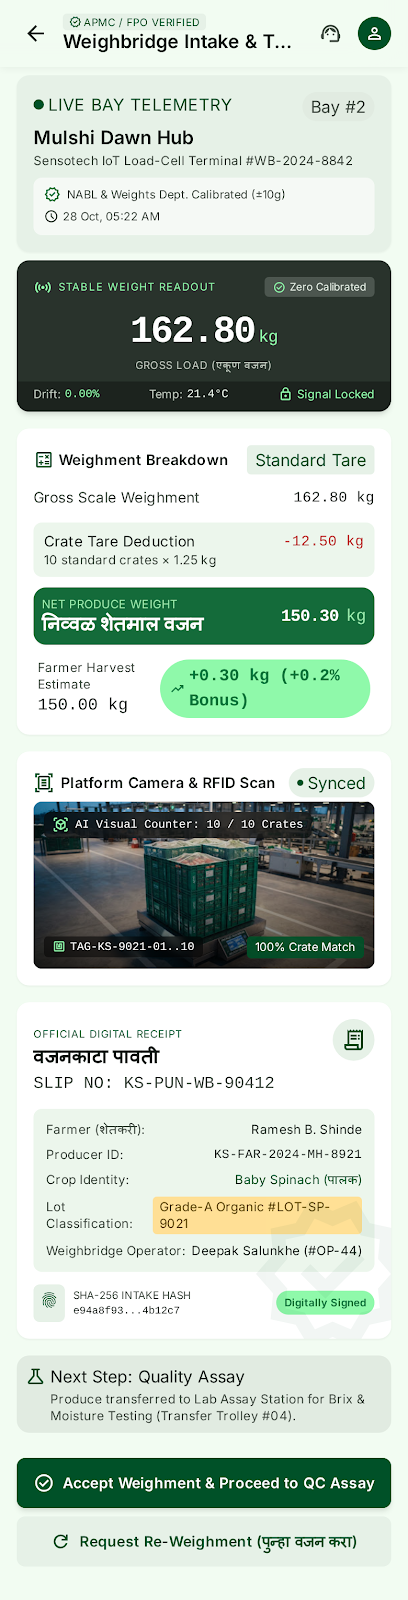 APMC / FPO VERIFIED
Weighbridge Intake & T...
LIVE BAY TELEMETRY
Bay #2
Mulshi Dawn Hub
Sensotech IoT Load-Cell Terminal #WB-2024-8842
NABL & Weights Dept. Calibrated (±10g)
28 Oct, 05:22 AM
STABLE WEIGHT READOUT
Zero Calibrated
162.80 kg
GROSS LOAD (एकूण वजन)
Drift: 0.00%
Temp: 21.4°C
Signal Locked
Weighment Breakdown
Standard Tare
Gross Scale Weighment
162.80 kg
Crate Tare Deduction
-12.50 kg
10 standard crates × 1.25 kg
NET PRODUCE WEIGHT
निव्वळ शेतमाल वजन
150.30 kg
Farmer Harvest
Estimate
150.00 kg
+0.30 kg (+0.2%
Bonus)
Platform Camera & RFID Scan
Synced
AI Visual Counter: 10 / 10 Crates
TAG-KS-9021-01..10
100% Crate Match
OFFICIAL DIGITAL RECEIPT
वजनकाटा पावती
SLIP NO: KS-PUN-WB-90412
Farmer (शेतकरी):
Ramesh B. Shinde
Producer ID:
KS-FAR-2024-MH-8921
Crop Identity:
Baby Spinach (पालक)
Lot
Classification:
Grade-A Organic #LOT-SP-
9021
Weighbridge Operator:
Deepak Salunkhe (#OP-44)
SHA-256 INTAKE HASH
e94a8f93...4b12c7
Digitally Signed
Next Step: Quality Assay
Produce transferred to Lab Assay Station for Brix &
Moisture Testing (Transfer Trolley #04).
Accept Weighment & Proceed to QC Assay
Request Re-Weighment (पुन्हा वजन करा)